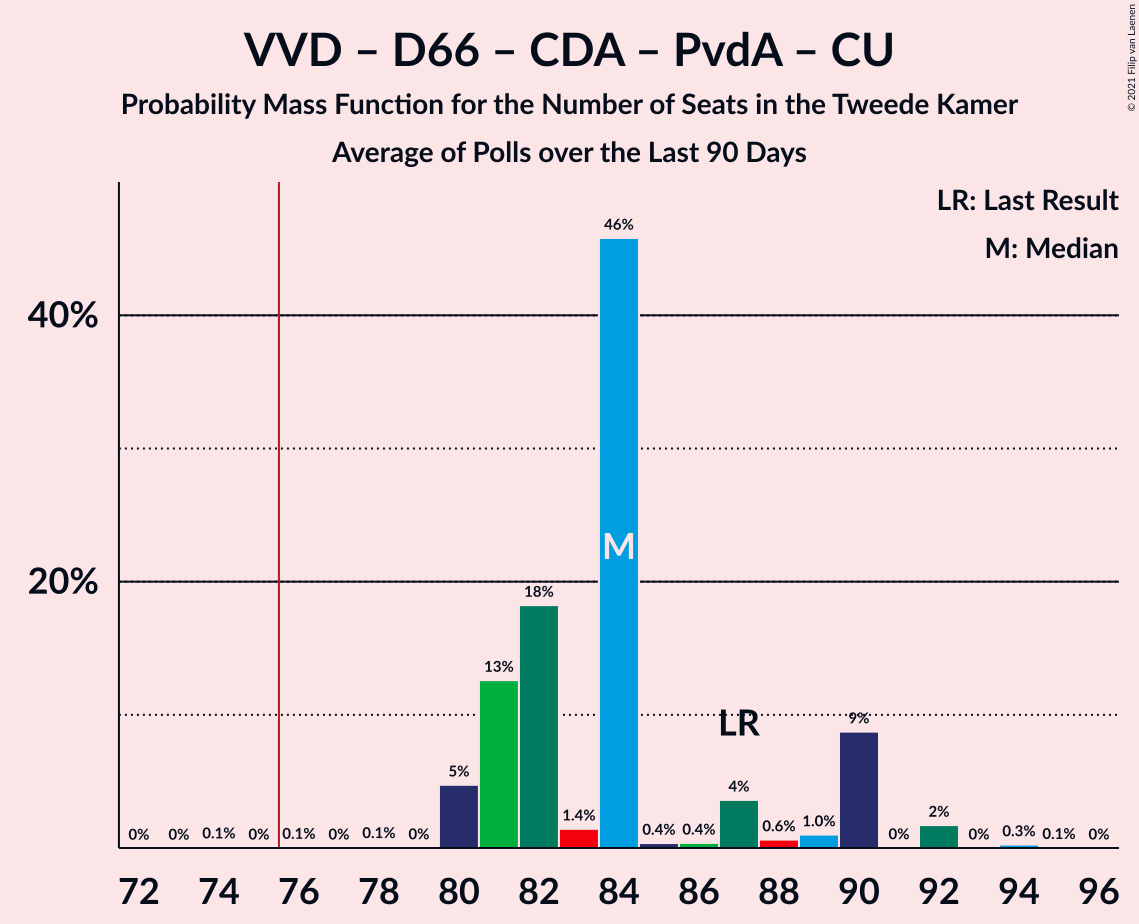 VVD – D66 – CDA – PvdA – CU
Probability Mass Function for the Number of Seats in the Tweede Kamer
Average of Polls over the Last 90 Days
© 2021 Filip van Laenen
LR: Last Result
M: Median
40%
20%
0% 0% 0.1% 0% 0.1% 0% 0.1% 0% 5% 13% 18% 1.4% 46% 0.4% 0.4% 4% 0.6% 1.0% 9% 0% 2% 0% 0.3% 0.1% 0%
M
LR
72 74 76 78 80 82 84 86 88 90 92 94 96